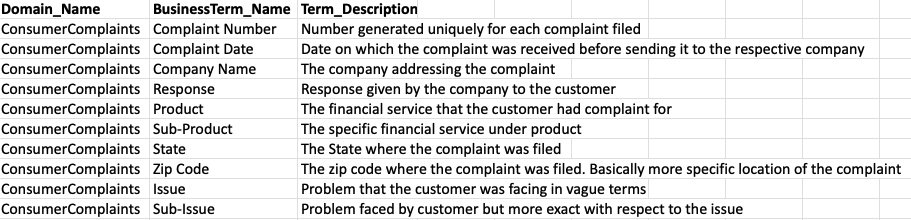 Domain_Name BusinessTerm_Name Term_Description
ConsumerComplaints Complaint Number Number generated uniquely for each complaint filed
ConsumerComplaints Complaint Date Date on which the complaint was received before sending it to the respective company
ConsumerComplaints Company Name The company addressing the complaint
ConsumerComplaints Response Response given by the company to the customer
ConsumerComplaints Product The financial service that the customer had complaint for
ConsumerComplaints Sub-Product The specific financial service under product
ConsumerComplaints State The State where the complaint was filed
ConsumerComplaints Zip Code The zip code where the complaint was filed. Basically more specific location of the complaint
ConsumerComplaints Issue Problem that the customer was facing in vague terms
ConsumerComplaints Sub-Issue Problem faced by customer but more exact with respect to the issue